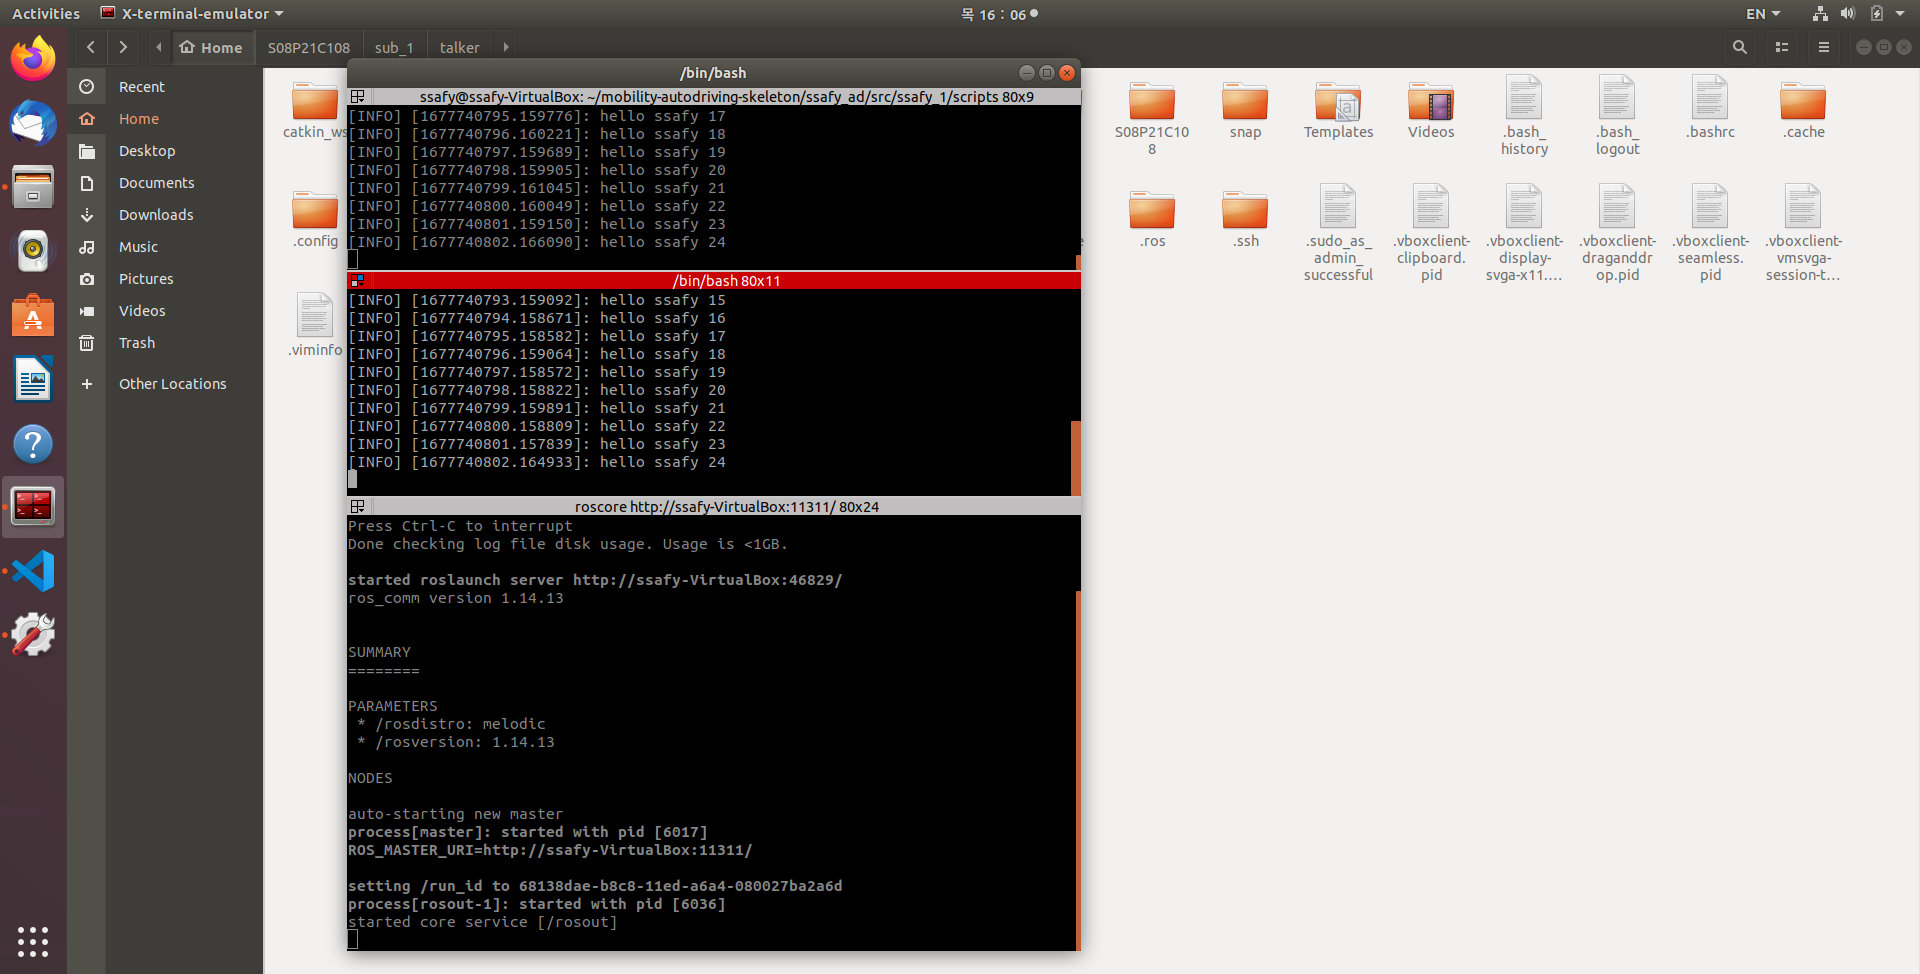 Activities
X-terminal-emulator
목 16 : 06
EN
Home
S08P21C108
sub_1
talker
Recent
Home
Desktop
Documents
Downloads
Music
Pictures
Videos
Trash
Other Locations
/bin/bash
ssafy@ssafy-VirtualBox: ~/mobility-autodriving-skeleton/ssafy_ad/src/ssafy_1/scripts 80x9
[INFO] [1677740795.159776]: hello ssafy 17
[INFO] [1677740796.160221]: hello ssafy 18
[INFO] [1677740797.159689]: hello ssafy 19
[INFO] [1677740798.159905]: hello ssafy 20
[INFO] [1677740799.161045]: hello ssafy 21
[INFO] [1677740800.160049]: hello ssafy 22
[INFO] [1677740801.159150]: hello ssafy 23
[INFO] [1677740802.166090]: hello ssafy 24
/bin/bash 80x11
[INFO] [1677740793.159092]: hello ssafy 15
[INFO] [1677740794.158671]: hello ssafy 16
[INFO] [1677740795.158582]: hello ssafy 17
[INFO] [1677740796.159064]: hello ssafy 18
[INFO] [1677740797.158572]: hello ssafy 19
[INFO] [1677740798.158822]: hello ssafy 20
[INFO] [1677740799.159891]: hello ssafy 21
[INFO] [1677740800.158809]: hello ssafy 22
[INFO] [1677740801.157839]: hello ssafy 23
[INFO] [1677740802.164933]: hello ssafy 24
roscore http://ssafy-VirtualBox:11311/ 80x24
Press Ctrl-C to interrupt
Done checking log file disk usage. Usage is <1GB.
started roslaunch server http://ssafy-VirtualBox:46829/
ros_comm version 1.14.13
SUMMARY
========
PARAMETERS
* /rosdistro: melodic
* /rosversion: 1.14.13
NODES
auto-starting new master
process[master]: started with pid [6017]
ROS_MASTER_URI=http://ssafy-VirtualBox:11311/
setting /run_id to 68138dae-b8c8-11ed-a6a4-080027ba2a6d
process[rosout-1]: started with pid [6036]
started core service [/rosout]
catkin_ws
S08P21C10
8
snap
Templates
Videos
.bash_
history
.bash_
logout
.bashrc
.cache
.config
.ros
.ssh
.sudo_as_
admin_
successful
.vboxclient-
clipboard.
pid
.vboxclient-
display-
svga-x11.…
.vboxclient-
draganddr
op.pid
.vboxclient-
seamless.
pid
.vboxclient-
vmsvga-
session-t…
.viminfo